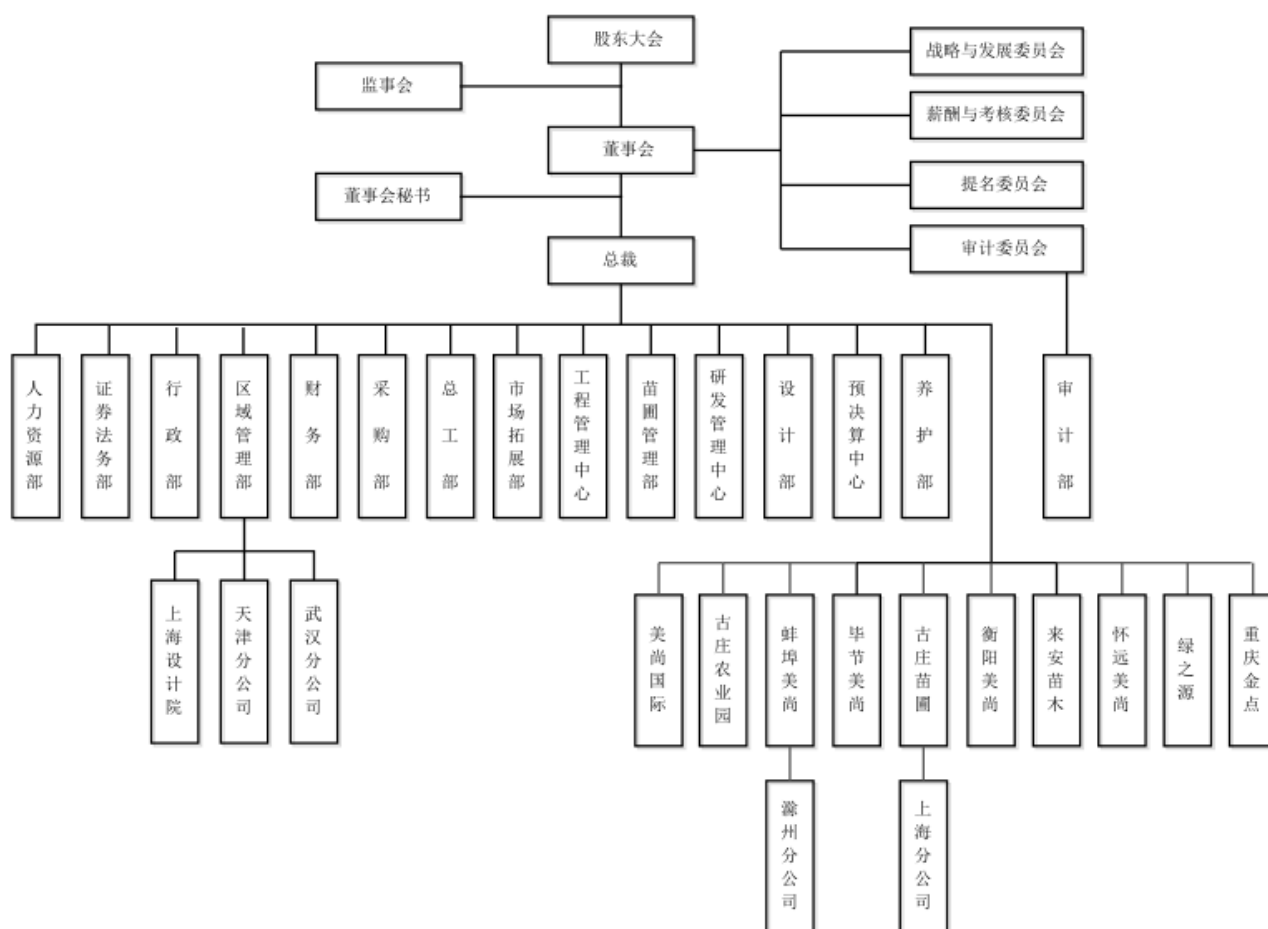 股东大会
战略与发展委员会
监事会
薪酬与考核委员会
董事会
提名委员会
董事会秘书
审计委员会
总裁
人力资源部
证券法务部
行政部
区域管理部
财务部
采购部
总工部
市场拓展部
工程管理中心
苗圃管理部
研发管理中心
设计部
预决算中心
养护部
审计部
上海设计院
天津分公司
武汉分公司
美尚国际
古庄农业园
蚌埠美尚
毕节美尚
古庄苗圃
衡阳美尚
来安苗木
怀远美尚
绿之源
重庆金点
滁州分公司
上海分公司